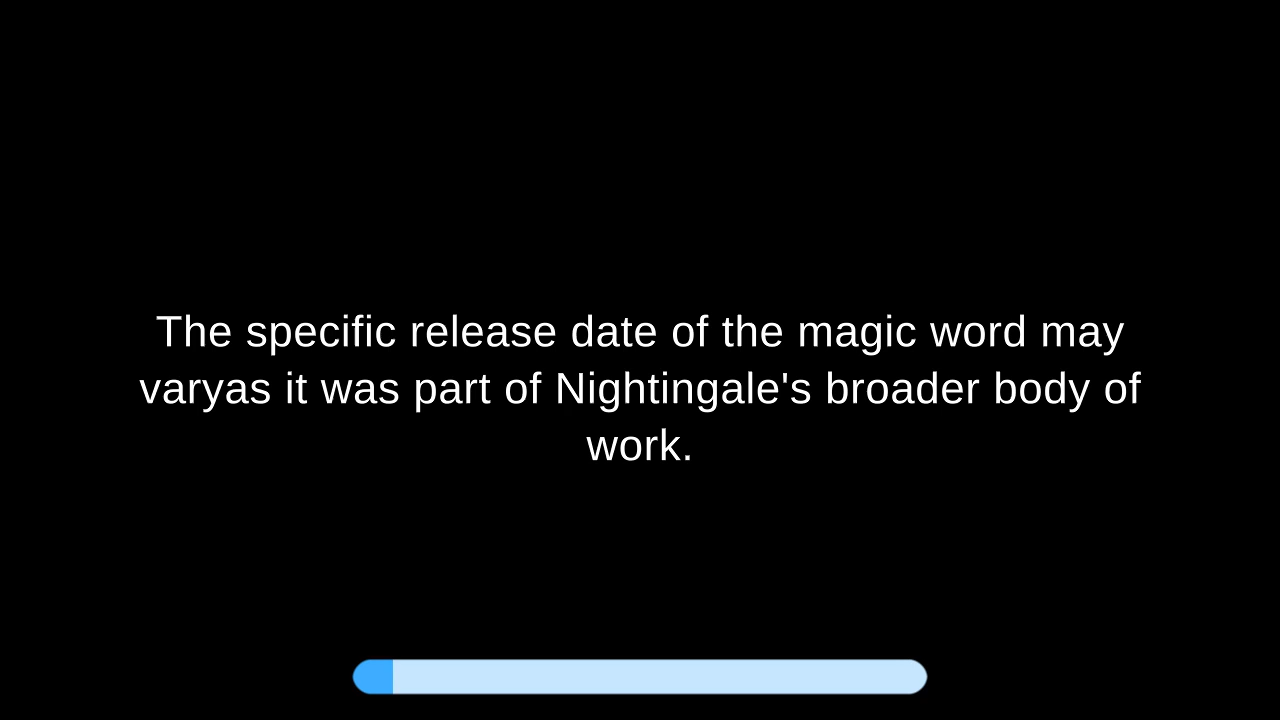 The specific release date of the magic word may
varyas it was part of Nightingale's broader body of
work.